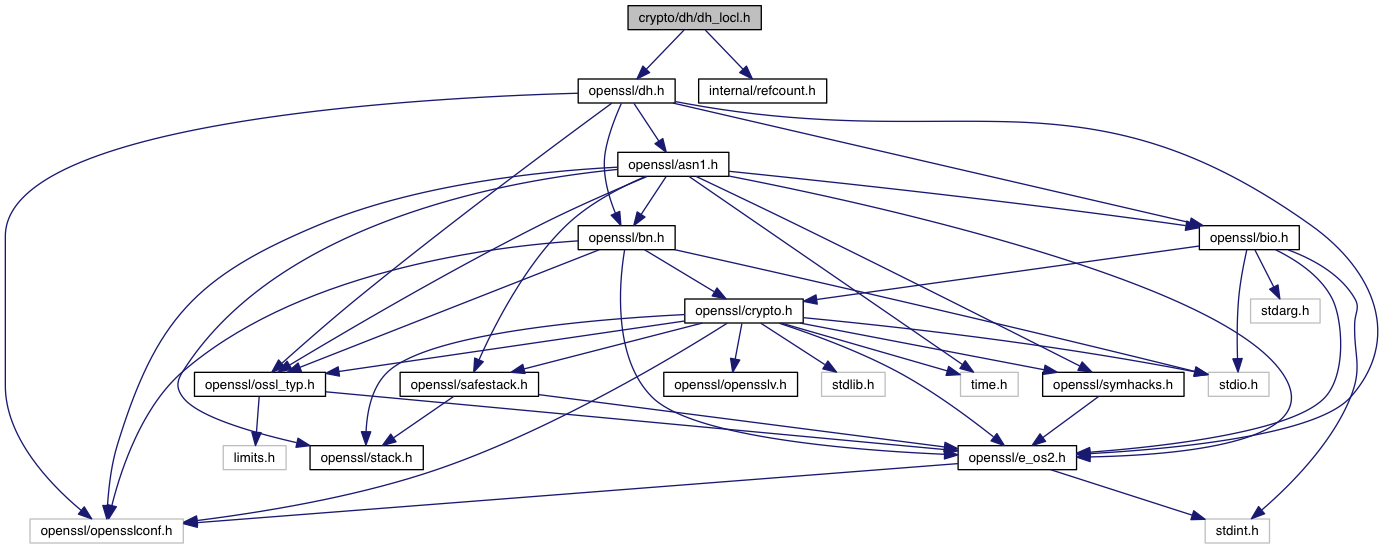 crypto/dh/dh_locl.h
openssl/dh.h
internal/refcount.h
openssl/asn1.h
openssl/bn.h
openssl/bio.h
openssl/crypto.h
stdarg.h
openssl/ossl_typ.h
openssl/safestack.h
openssl/opensslv.h
stdlib.h
time.h
openssl/symhacks.h
stdio.h
limits.h
openssl/stack.h
openssl/e_os2.h
openssl/opensslconf.h
stdint.h